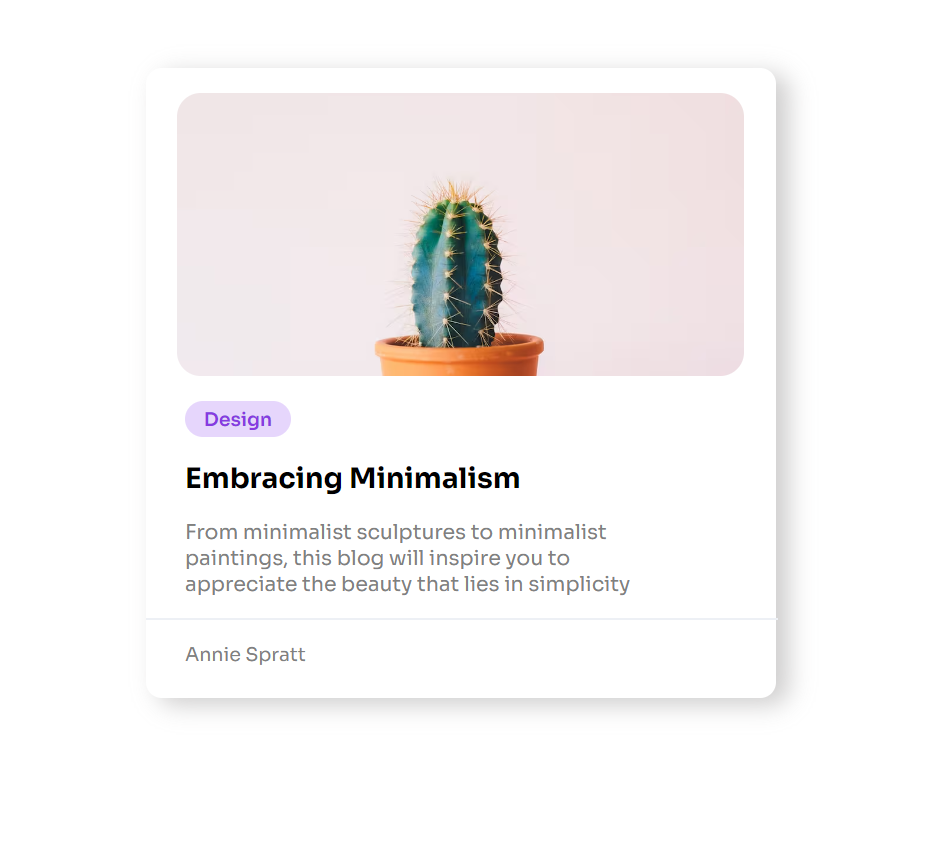 Design
Embracing Minimalism
From minimalist sculptures to minimalist
paintings, this blog will inspire you to
appreciate the beauty that lies in simplicity
Annie Spratt